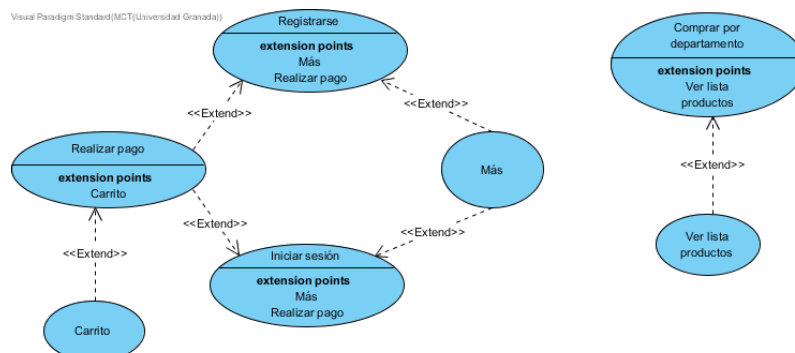 Visual Paradigm Standard(MCT(Universidad Granada))
Registrarse
extension points
Más
Realizar pago
Comprar por
departamento
extension points
Ver lista
productos
<<Extend>>
<<Extend>>
Realizar pago
extension points
Carrito
Más
<<Extend>>
<<Extend>>
<<Extend>>
<<Extend>>
Ver lista
productos
Iniciar sesión
extension points
Más
Realizar pago
Carrito